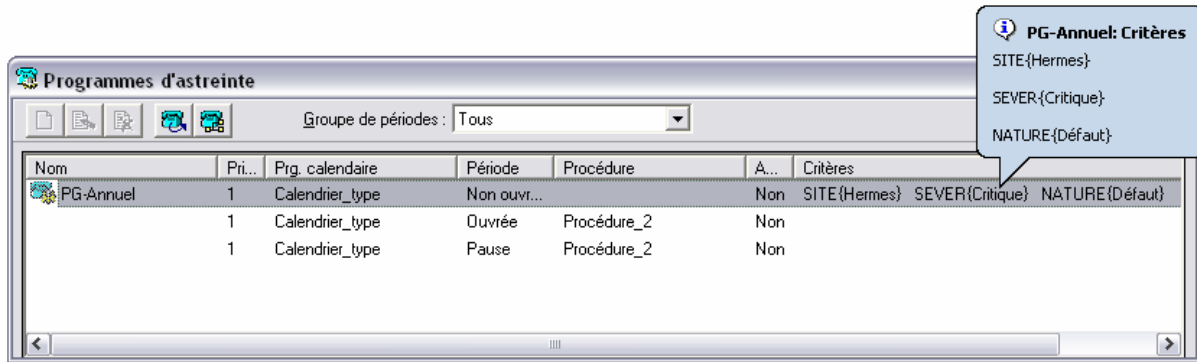 PG-Annuel: Critères
SITE{Hermes}
SEVER{Critique}
NATURE{Défaut}
Programmes d'astreinte
Groupe de périodes : Tous
Nom Pri... Prg. calendaire Période Procédure A... Critères
PG-Annuel 1 Calendrier_type Non ouvr... Non SITE{Hermes} SEVER{Critique} NATURE{Défaut}
1 Calendrier_type Ouvrée Procédure_2 Non
1 Calendrier_type Pause Procédure_2 Non